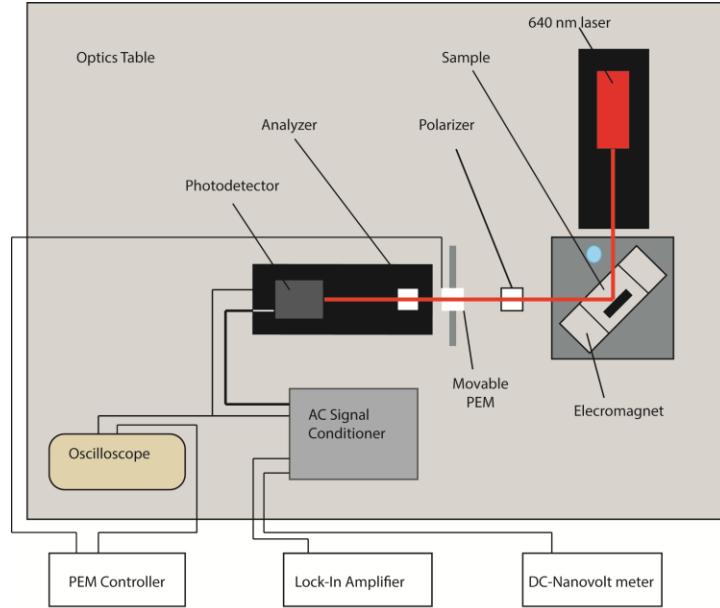 640 nm laser
Optics Table
Sample
Analyzer
Polarizer
Photodetector
Movable
PEM
Elecromagnet
AC Signal
Conditioner
Oscilloscope
PEM Controller
Lock-In Amplifier
DC-Nanovolt meter